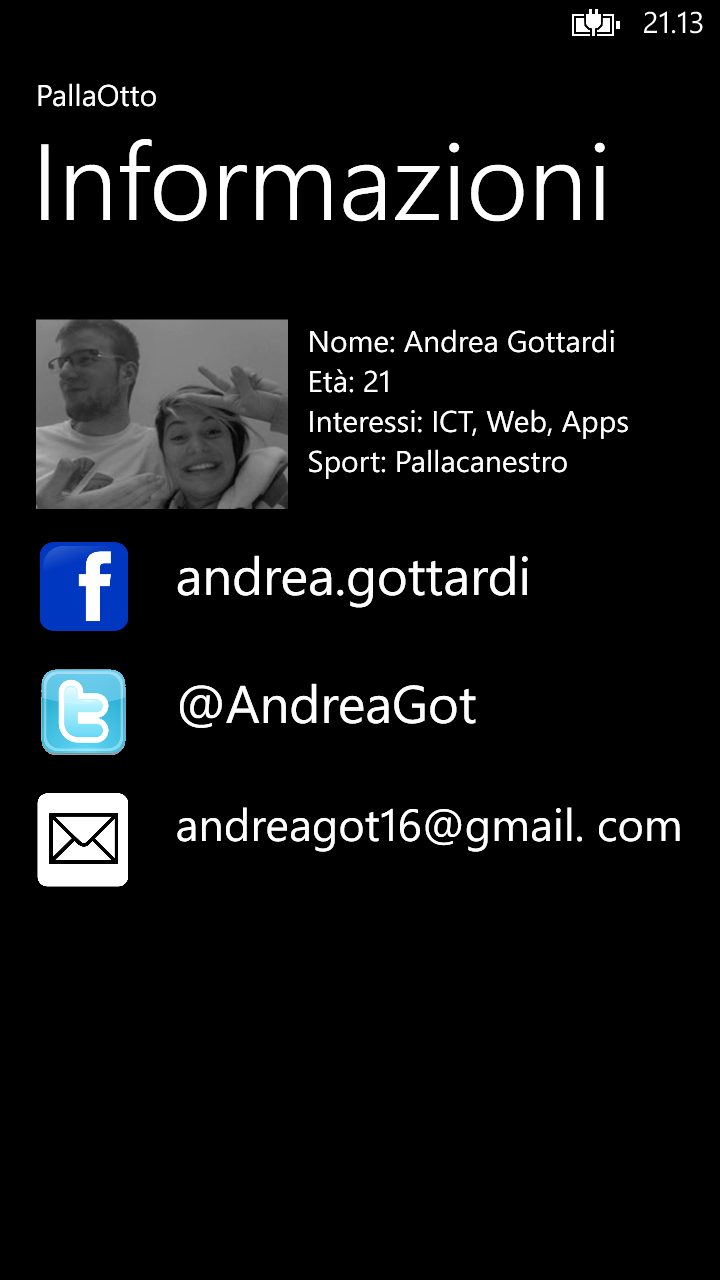 21.13
PallaOtto
Informazioni
Nome: Andrea Gottardi
Età: 21
Interessi: ICT, Web, Apps
Sport: Pallacanestro
andrea.gottardi
@AndreaGot
andreagot16@gmail. com